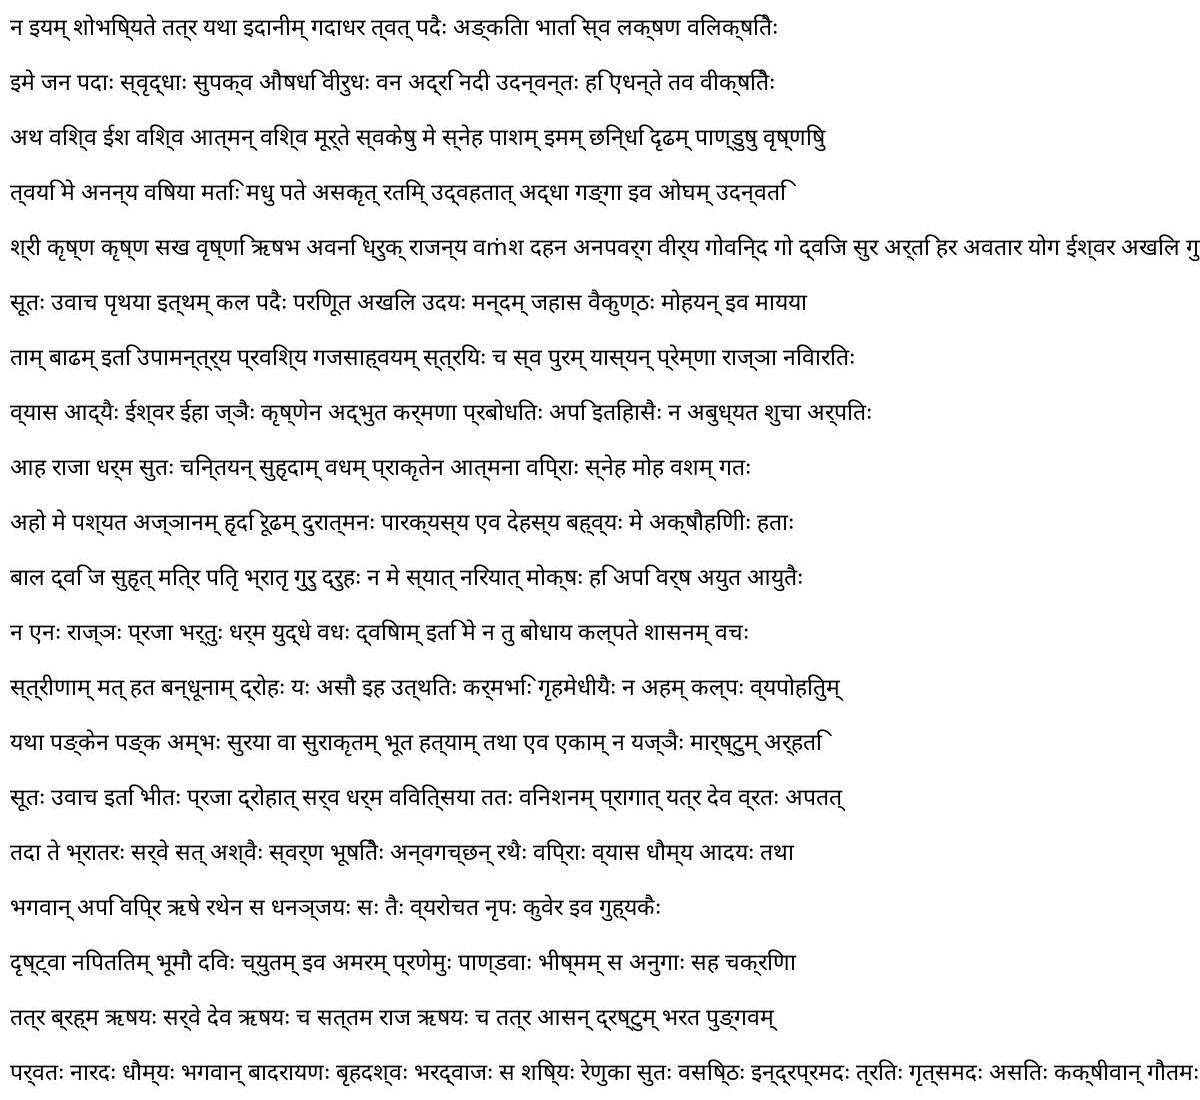 न इयम् शोभिष्यते तत्र यथा इदानीम् गदाधर त्वत् पदैः अङ्किता भाति स्व लक्षण विलक्षितैः
इमे जन पदाः स्वृद्धाः सुपक्व औषधि वीरुधः वन अद्रि नदी उदन्वन्तः हि एधन्ते तव वीक्षितैः
अथ विश्व ईश विश्व आत्मन् विश्व मूर्ते स्वकेषु मे स्नेह पाशम् इमम् छिन्धि दृढम् पाण्डुषु वृष्णिषु
त्वयि मे अनन्य विषया मतिः मधु पते असकृत् रतिम् उद्वहतात् अद्धा गङ्गा इव ओघम् उदन्वति
श्री कृष्ण कृष्ण सख वृष्णि ऋषभ अवनि ध्रुक् राजन्य वṁश दहन अनपवर्ग वीर्य गोविन्द गो द्विज सुर अर्ति हर अवतार योग ईश्वर अखिल गु
सूतः उवाच पृथया इत्थम् कल पदैः परिणूत अखिल उदयः मन्दम् जहास वैकुण्ठः मोहयन् इव मायया
ताम् बाढम् इति उपामन्त्र्य प्रविश्य गजसाह्वयम् स्त्रियः च स्व पुरम् यास्यन् प्रेम्णा राज्ञा निवारितः
व्यास आद्यैः ईश्वर ईहा ज्ञैः कृष्णेन अद्भुत कर्मणा प्रबोधितः अपि इतिहासैः न अबुध्यत शुचा अर्पितः
आह राजा धर्म सुतः चिन्तयन् सुहृदाम् वधम् प्राकृतेन आत्मना विप्राः स्नेह मोह वशम् गतः
अहो मे पश्यत अज्ञानम् हृदि रूढम् दुरात्मनः पारक्यस्य एव देहस्य बह्व्यः मे अक्षौहिणीः हताः
बाल द्विज सुहृत् मित्र पितृ भ्रातृ गुरु द्रुहः न मे स्यात् निरयात् मोक्षः हि अपि वर्ष अयुत आयुतैः
न एनः राज्ञः प्रजा भर्तुः धर्म युद्धे वधः द्विषाम् इति मे न तु बोधाय कल्पते शासनम् वचः
स्त्रीणाम् मत् हत बन्धूनाम् द्रोहः यः असौ इह उत्थितः कर्मभिः गृहमेधीयैः न अहम् कल्पः व्यपोहितुम्
यथा पङ्केन पङ्क अम्भः सुरया वा सुराकृतम् भूत हत्याम् तथा एव एकाम् न यज्ञैः मार्ष्टुम् अर्हति
सूतः उवाच इति भीतः प्रजा द्रोहात् सर्व धर्म विवित्सया ततः विनशनम् प्रागात् यत्र देव व्रतः अपतत्
तदा ते भ्रातरः सर्वे सत् अश्वैः स्वर्ण भूषितैः अन्वगच्छन् रथैः विप्राः व्यास धौम्य आदयः तथा
भगवान् अपि विप्र ऋषे रथेन स धनञ्जयः सः तैः व्यरोचत नृपः कुवेर इव गुह्यकैः
दृष्ट्वा निपतितम् भूमौ दिवः च्युतम् इव अमरम् प्रणेमुः पाण्डवाः भीष्मम् स अनुगाः सह चक्रिणा
तत्र ब्रह्म ऋषयः सर्वे देव ऋषयः च सत्तम राज ऋषयः च तत्र आसन् द्रष्टुम् भरत पुङ्गवम्
पर्वतः नारदः धौम्यः भगवान् बादरायणः बृहदश्वः भरद्वाजः स शिष्यः रेणुका सुतः वसिष्ठः इन्द्रप्रमदः त्रितः गृत्समदः असितः कक्षीवान् गौतमः